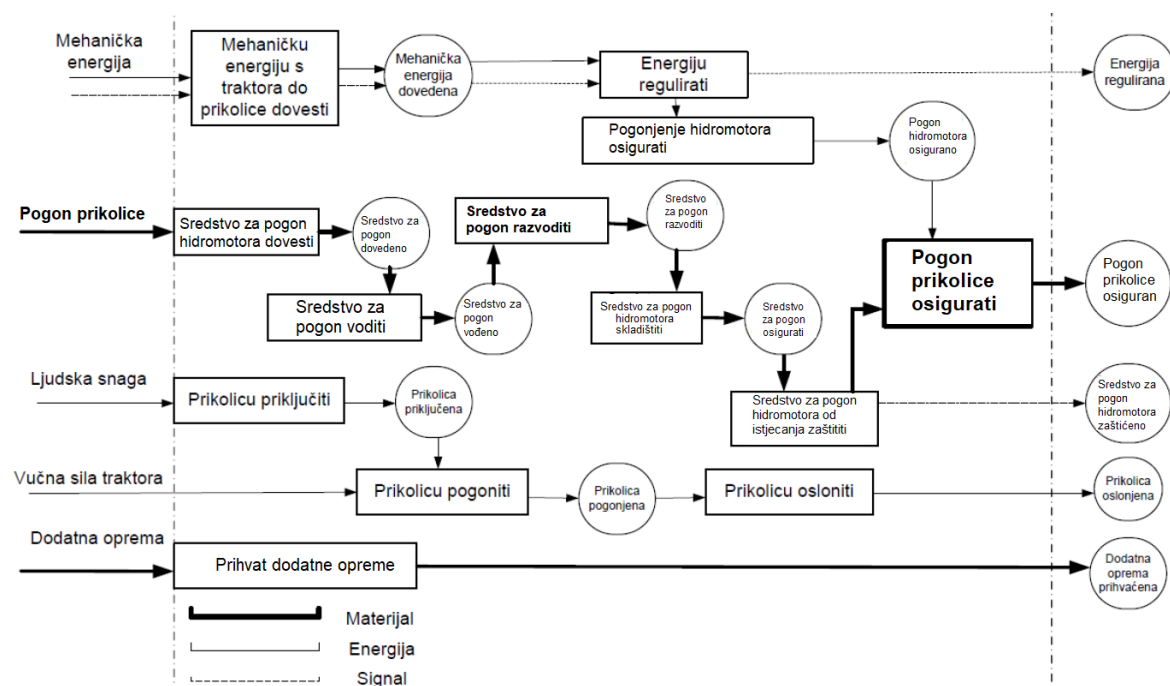 Mehanička
energija
Mehaničku
energiju s
traktora do
prikolice dovesti
Mehanička
energija
dovedena
Energiju
regulirati
Energija
regulirana
Pogonjenje hidromotora
osigurati
Pogon
hidromotora
osigurano
Pogon prikolice
Sredstvo za pogon
hidromotora dovesti
Sredstvo za
pogon
dovedeno
Sredstvo za
pogon razvoditi
Sredstvo
za pogon
razvoditi
Pogon
prikolice
osigurati
Pogon
prikolice
osiguran
Sredstvo za
pogon voditi
Sredstvo za
pogon
vođeno
Sredstvo za pogon
hidromotora
skladištiti
Sredstvo
za pogon
osigurati
Ljudska snaga
Prikolicu priključiti
Prikolica
priključena
Sredstvo za pogon
hidromotora od
istjecanja zaštititi
Sredstvo za
pogon
hidromotora
zaštićeno
Vučna sila traktora
Prikolicu pogoniti
Prikolica
pogonjena
Prikolicu osloniti
Prikolica
oslonjena
Dodatna oprema
Prihvat dodatne opreme
Dodatna
oprema
prihvaćena
Materijal
Energija
Signal